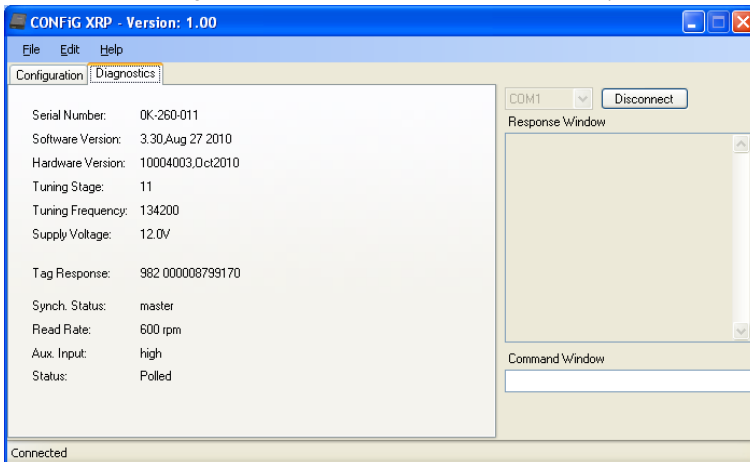 CONFiG XRP - Version: 1.00
File Edit Help
Configuration Diagnostics
Serial Number: 0K-260-011
Software Version: 3.30,Aug 27 2010
Hardware Version: 10004003,Oct2010
Tuning Stage: 11
Tuning Frequency: 134200
Supply Voltage: 12.0V
Tag Response: 982 000008799170
Synch. Status: master
Read Rate: 600 rpm
Aux. Input: high
Status: Polled
COM1 Disconnect
Response Window
Command Window
Connected